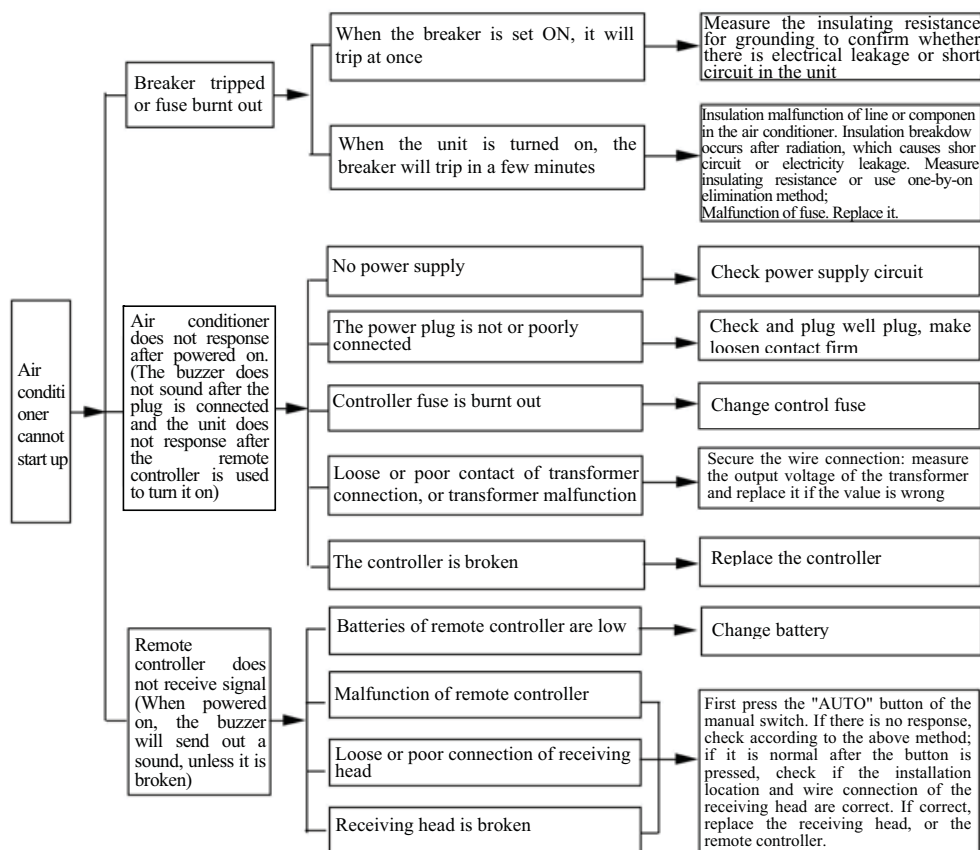 Air
conditi
oner
cannot
start up
Breaker tripped
or fuse burnt out
When the breaker is set ON, it will
trip at once
Measure the insulating resistance
for grounding to confirm whether
there is electrical leakage or short
circuit in the unit
When the unit is turned on, the
breaker will trip in a few minutes
Insulation malfunction of line or componen
in the air conditioner. Insulation breakdow
occurs after radiation, which causes shor
circuit or electricity leakage. Measure
insulating resistance or use one-by-on
elimination method;
Malfunction of fuse. Replace it.
Air conditioner
does not response
after powered on.
(The buzzer does
not sound after the
plug is connected
and the unit does
not response after
the remote
controller is used
to turn it on)
No power supply
Check power supply circuit
The power plug is not or poorly
connected
Check and plug well plug, make
loosen contact firm
Controller fuse is burnt out
Change control fuse
Loose or poor contact of transformer
connection, or transformer malfunction
Secure the wire connection: measure
the output voltage of the transformer
and replace it if the value is wrong
The controller is broken
Replace the controller
Remote
controller does
not receive signal
(When powered
on, the buzzer
will send out a
sound, unless it is
broken)
Batteries of remote controller are low
Change battery
Malfunction of remote controller
Loose or poor connection of receiving
head
Receiving head is broken
First press the "AUTO" button of the
manual switch. If there is no response,
check according to the above method;
if it is normal after the button is
pressed, check if the installation
location and wire connection of the
receiving head are correct. If correct,
replace the receiving head, or the
remote controller.